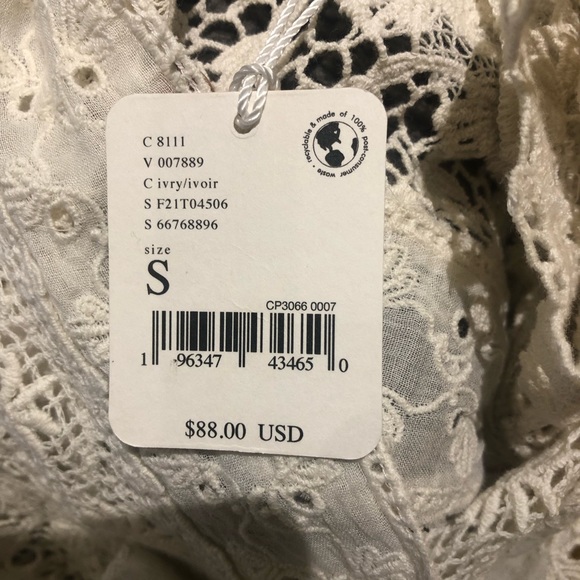 recyclable & made of 100% post-consumer waste •
C 8111
V 007889
C ivry/ivoir
S F21T04506
S 66768896
size
S
CP3066 0007
1 96347 43465 0
$88.00 USD